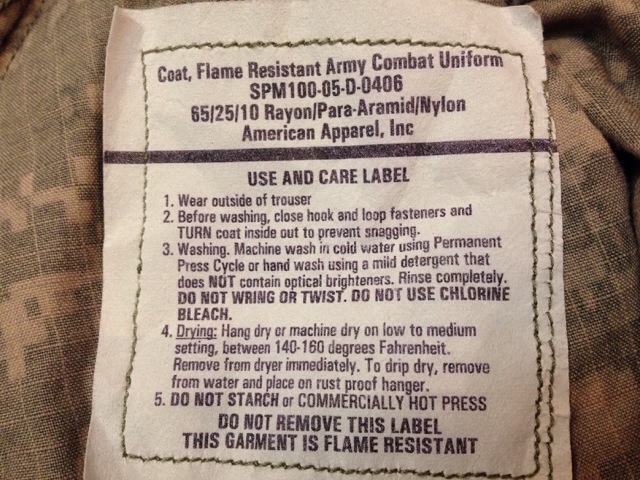 Coat, Flame Resistant Army Combat Uniform
SPM100-05-D-0406
65/25/10 Rayon/Para-Aramid/Nylon
American Apparel, Inc
USE AND CARE LABEL
1. Wear outside of trouser
2. Before washing, close hook and loop fasteners and
TURN coat inside out to prevent snagging.
3. Washing. Machine wash in cold water using Permanent
Press Cycle or hand wash using a mild detergent that
does NOT contain optical brighteners. Rinse completely.
DO NOT WRING OR TWIST. DO NOT USE CHLORINE
BLEACH.
4. Drying: Hang dry or machine dry on low to medium
setting, between 140-160 degrees Fahrenheit.
Remove from dryer immediately. To drip dry, remove
from water and place on rust proof hanger.
5. DO NOT STARCH or COMMERCIALLY HOT PRESS
DO NOT REMOVE THIS LABEL
THIS GARMENT IS FLAME RESISTANT